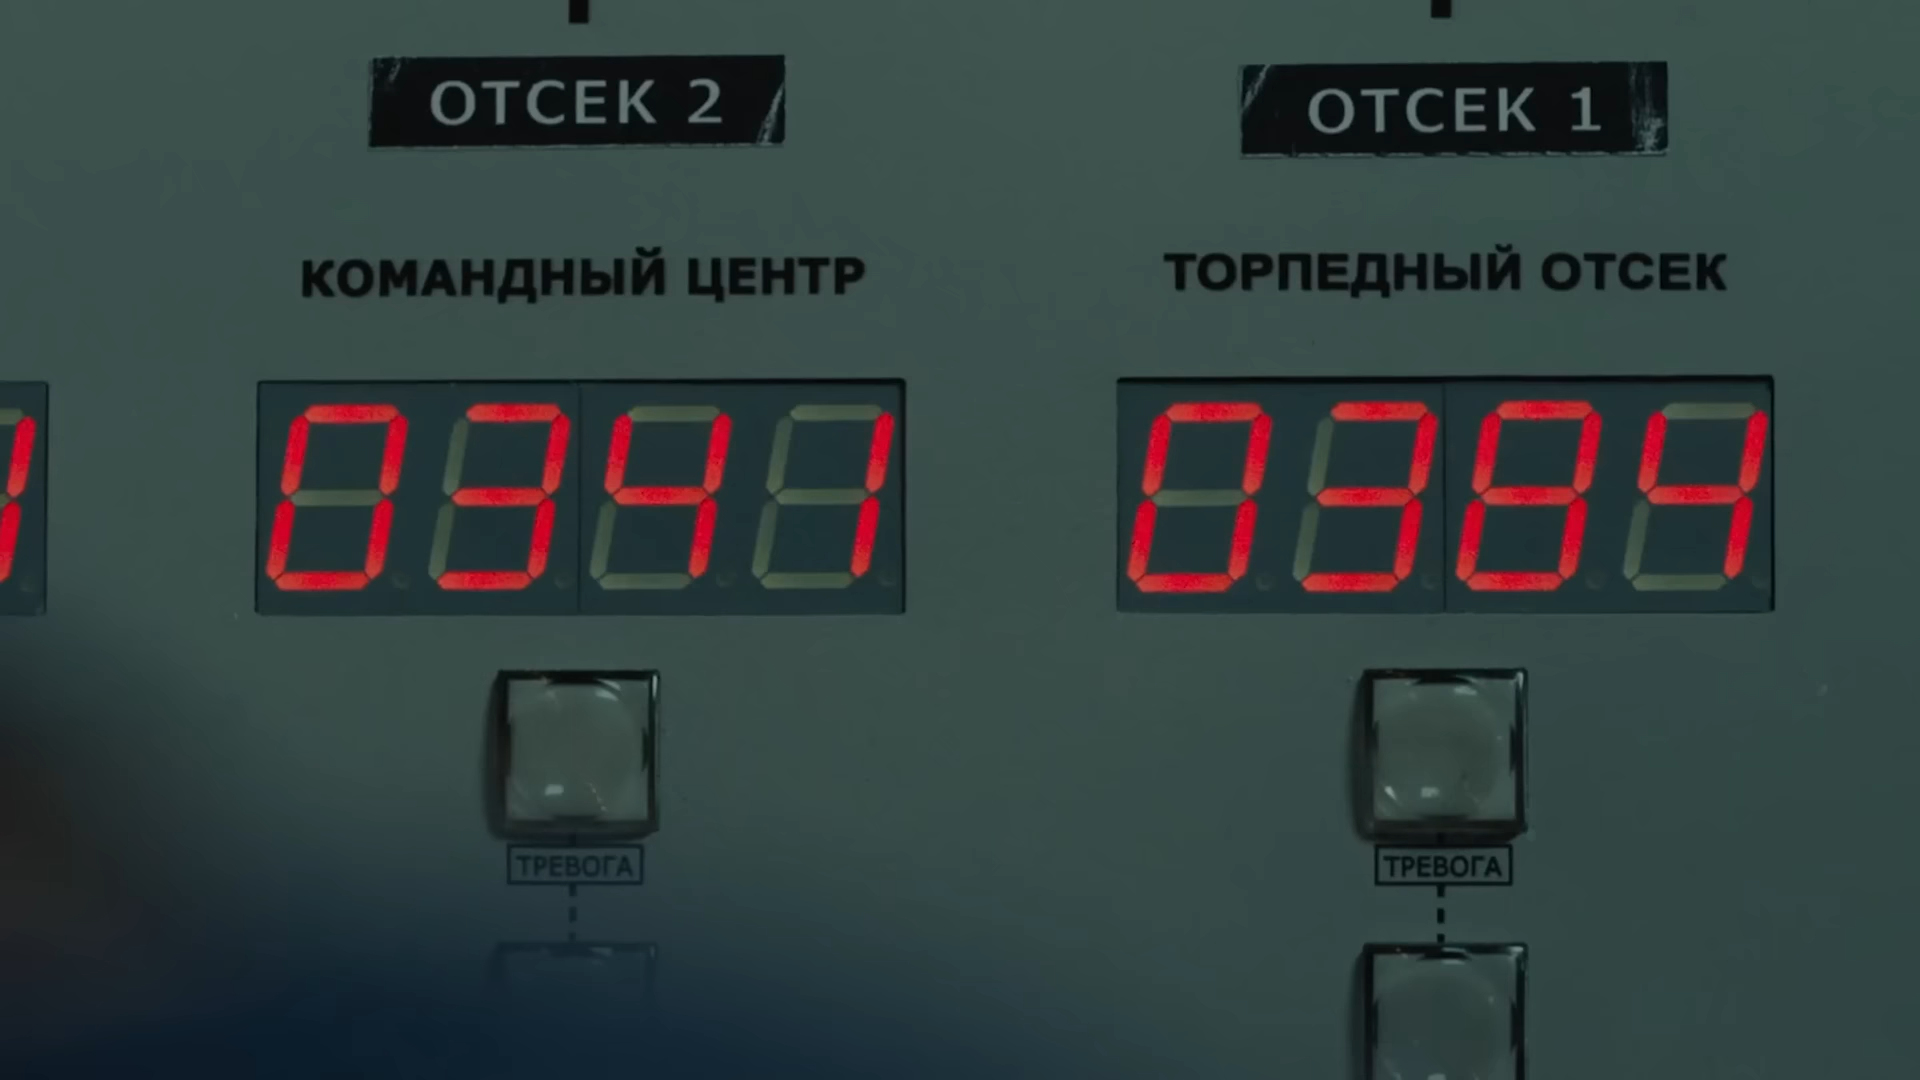 ОТСЕК 2
ОТСЕК 1
КОМАНДНЫЙ ЦЕНТР
ТОРПЕДНЫЙ ОТСЕК
0341
0384
ТРЕВОГА
ТРЕВОГА